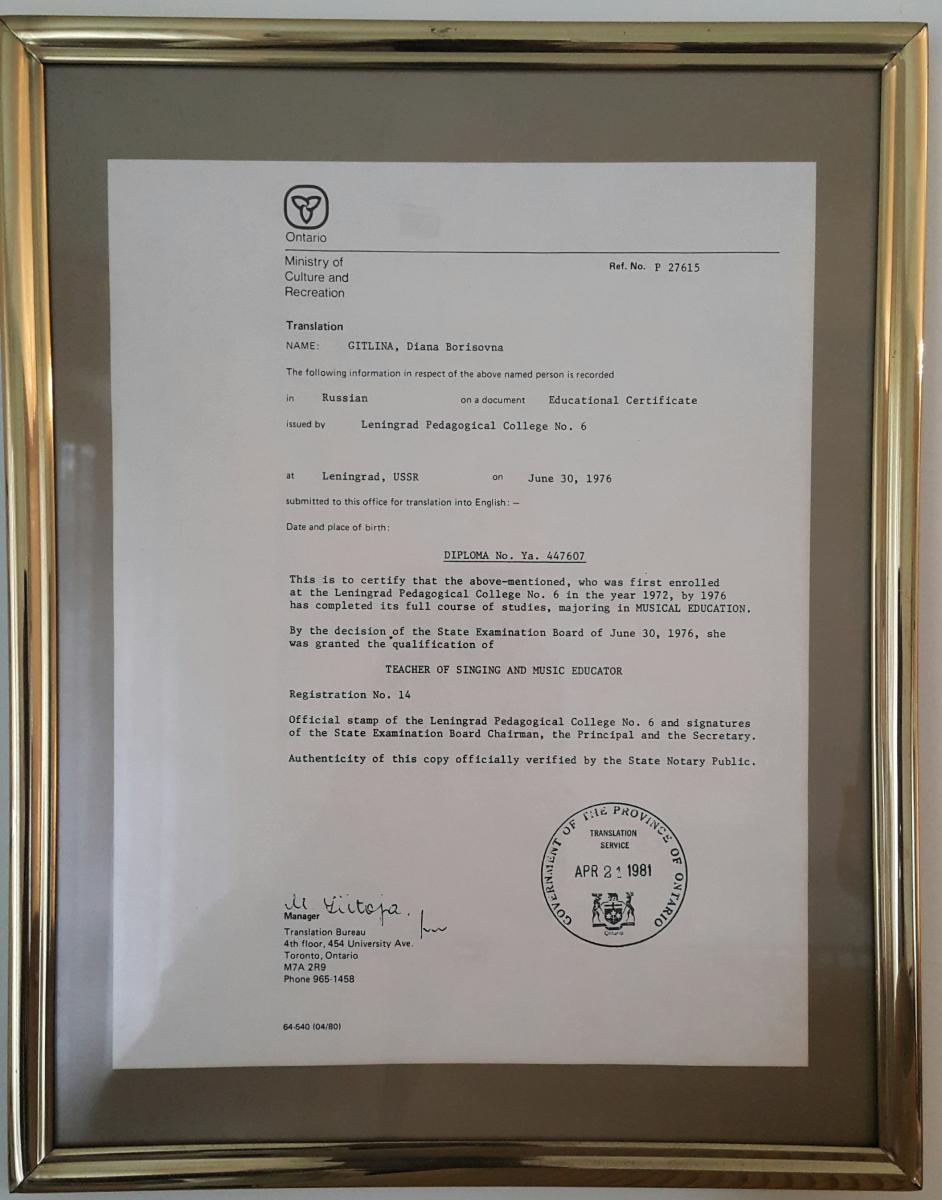 Ontario
Ministry of
Culture and
Recreation
Ref. No. P 27615
Translation
NAME: GITLINA, Diana Borisovna
The following information in respect of the above named person is recorded
in Russian on a document Educational Certificate
issued by Leningrad Pedagogical College No. 6
at Leningrad, USSR on June 30, 1976
submitted to this office for translation into English: —
Date and place of birth:
DIPLOMA No. Ya. 447607
This is to certify that the above-mentioned, who was first enrolled
at the Leningrad Pedagogical College No. 6 in the year 1972, by 1976
has completed its full course of studies, majoring in MUSICAL EDUCATION.
By the decision of the State Examination Board of June 30, 1976, she
was granted the qualification of
TEACHER OF SINGING AND MUSIC EDUCATOR
Registration No. 14
Official stamp of the Leningrad Pedagogical College No. 6 and signatures
of the State Examination Board Chairman, the Principal and the Secretary.
Authenticity of this copy officially verified by the State Notary Public.
GOVERNMENT OF THE PROVINCE OF ONTARIO
TRANSLATION
SERVICE
APR 21 1981
Ontario
Manager
Translation Bureau
4th floor, 454 University Ave.
Toronto, Ontario
M7A 2R9
Phone 965-1458
64-540 (04/80)